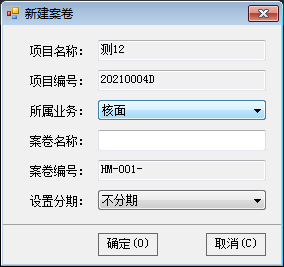 新建案卷
项目名称： 测12
项目编号： 20210004D
所属业务： 核面
案卷名称：
案卷编号： HM-001-
设置分期： 不分期
确定(O) 取消(C)